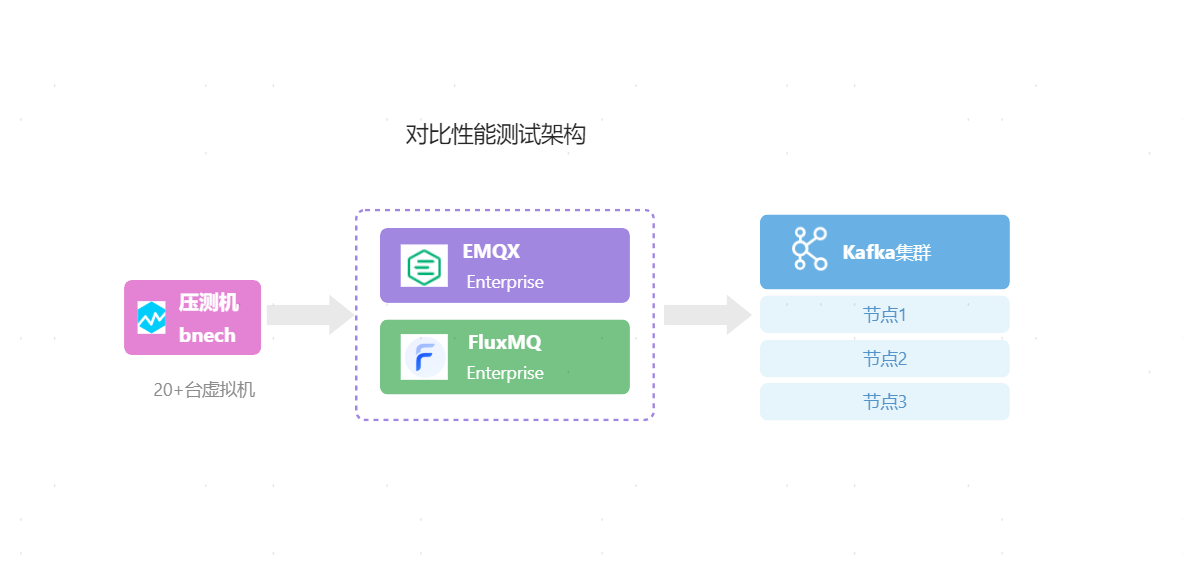 对比性能测试架构
压测机
bnech
20+台虚拟机
EMQX
Enterprise
FluxMQ
Enterprise
Kafka集群
节点1
节点2
节点3